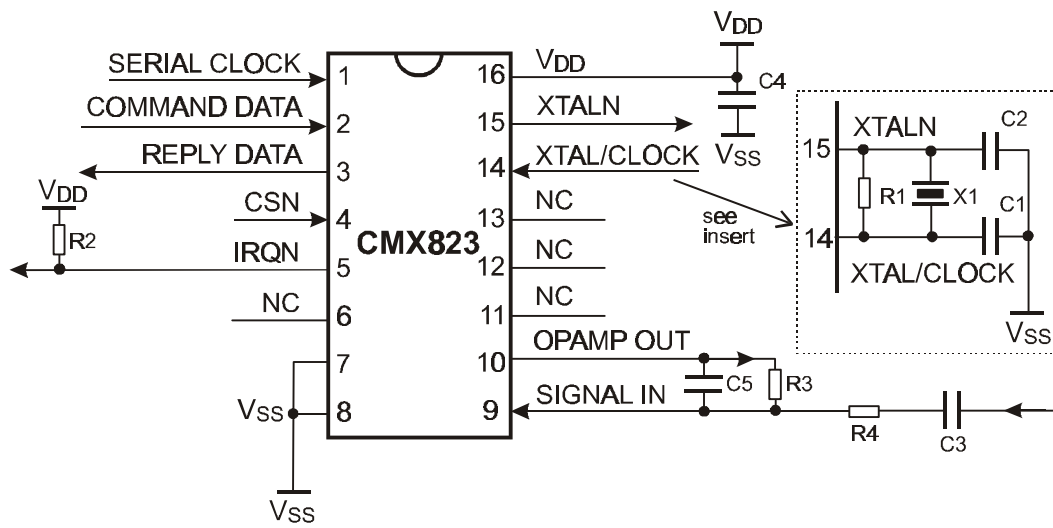 VDD
SERIAL CLOCK
1
16
VDD
C4
COMMAND DATA
2
15
XTALN
VSS
REPLY DATA
3
14
XTAL/CLOCK
VDD
R2
CSN
4
13
NC
see
insert
CMX823
IRQN
5
12
NC
NC
6
11
NC
7
10
OPAMP OUT
C5
R3
VSS
8
9
SIGNAL IN
R4
C3
VSS
15
XTALN
C2
R1
X1
C1
14
XTAL/CLOCK
VSS